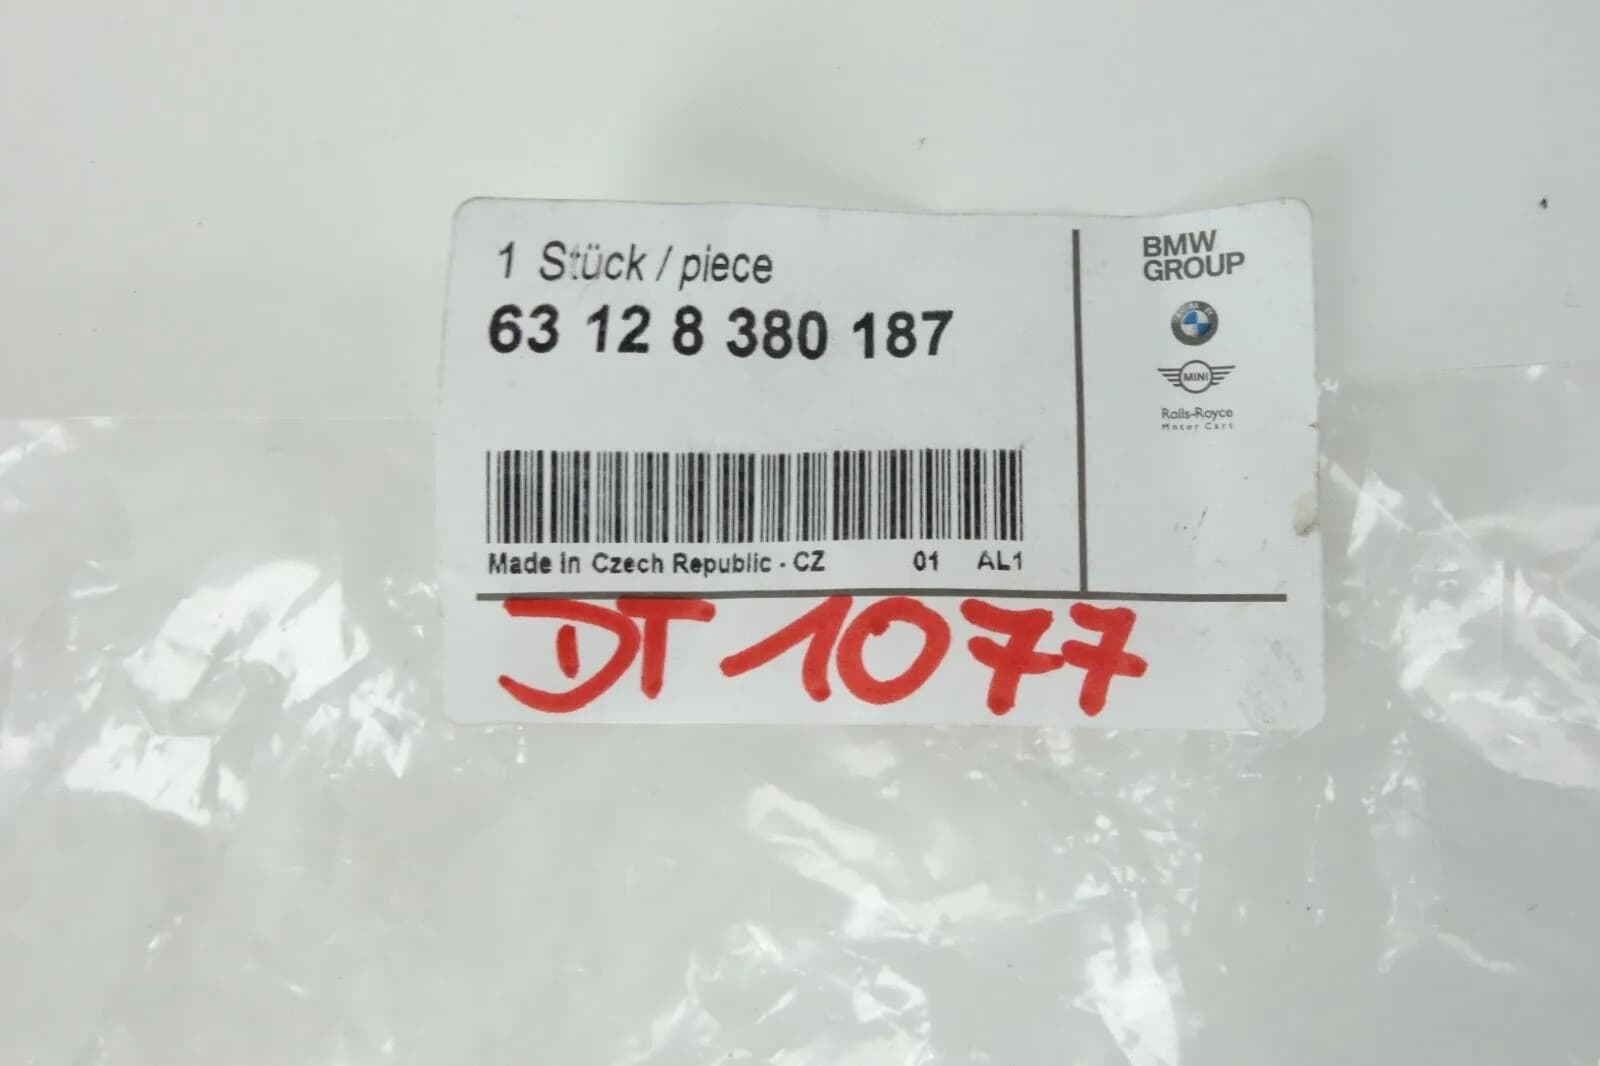 1 Stück / piece
63 12 8 380 187
Made in Czech Republic - CZ 01 AL1
DT 1077
BMW
GROUP
MINI
Rolls-Royce
Motor Cars